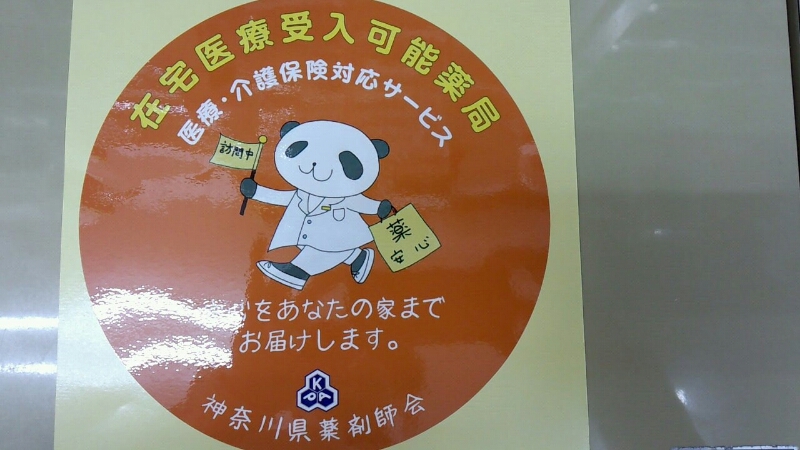 在宅医療受入可能薬局
医療・介護保険対応サービス
訪問中
薬
安心
をあなたの家まで
お届けします。
KPA
神奈川県薬剤師会